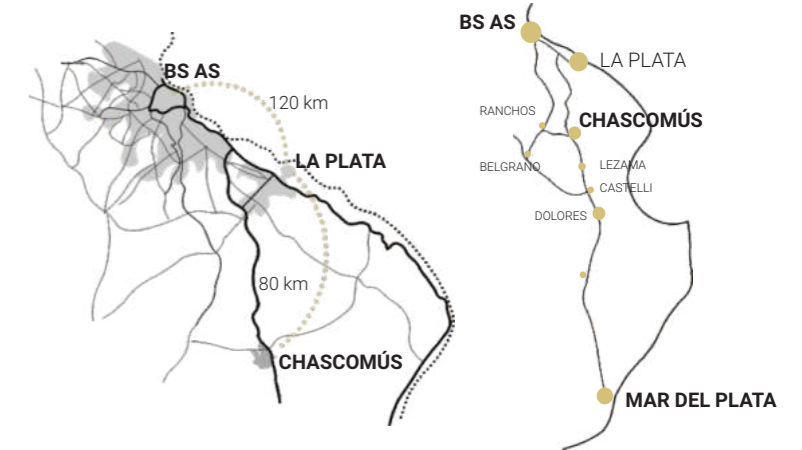 BS AS
120 km
LA PLATA
80 km
CHASCOMÚS
BS AS
LA PLATA
RANCHOS
CHASCOMÚS
BELGRANO
LEZAMA
CASTELLI
DOLORES
MAR DEL PLATA